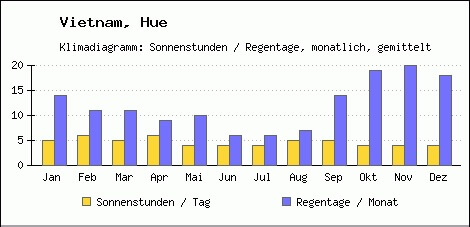 Vietnam, Hue
Klimadiagramm: Sonnenstunden / Regentage, monatlich, gemittelt
20
15
10
5
0
Jan Feb Mar Apr Mai Jun Jul Aug Sep Okt Nov Dez
Sonnenstunden / Tag Regentage / Monat